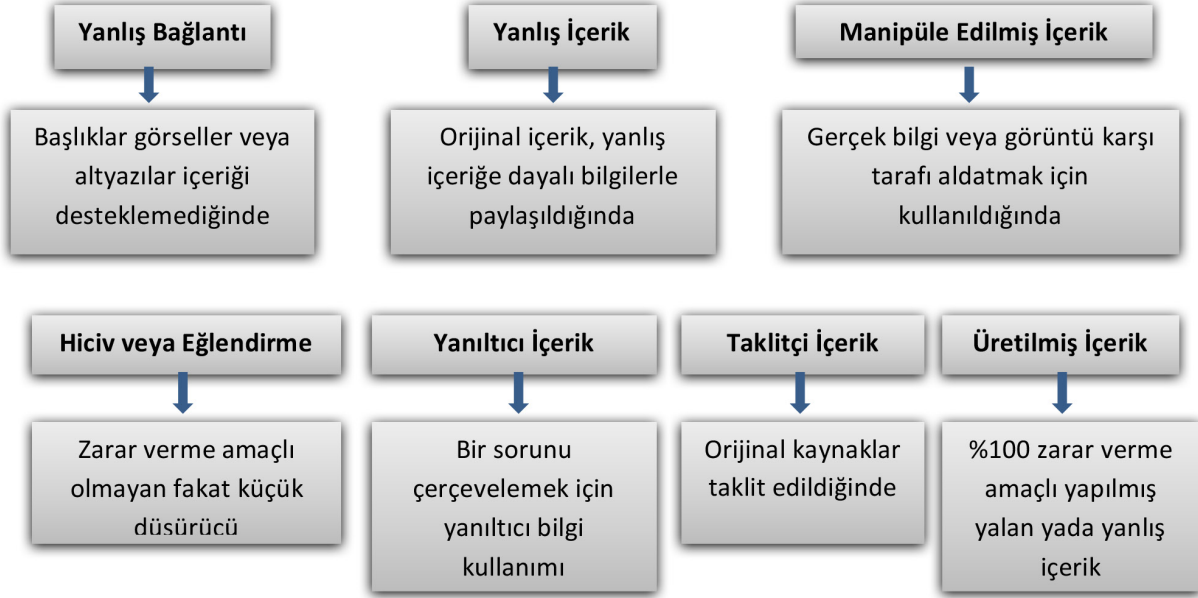 Yanlış Bağlantı
Başlıklar görseller veya
altyazılar içeriği
desteklemediğinde
Yanlış İçerik
Orijinal içerik, yanlış
içeriğe dayalı bilgilerle
paylaşıldığında
Manipüle Edilmiş İçerik
Gerçek bilgi veya görüntü karşı
tarafı aldatmak için
kullanıldığında
Hiciv veya Eğlendirme
Zarar verme amaçlı
olmayan fakat küçük
düşürücü
Yanıltıcı İçerik
Bir sorunu
çerçevelemek için
yanıltıcı bilgi
kullanımı
Taklitçi İçerik
Orijinal kaynaklar
taklit edildiğinde
Üretilmiş İçerik
%100 zarar verme
amaçlı yapılmış
yalan yada yanlış
içerik